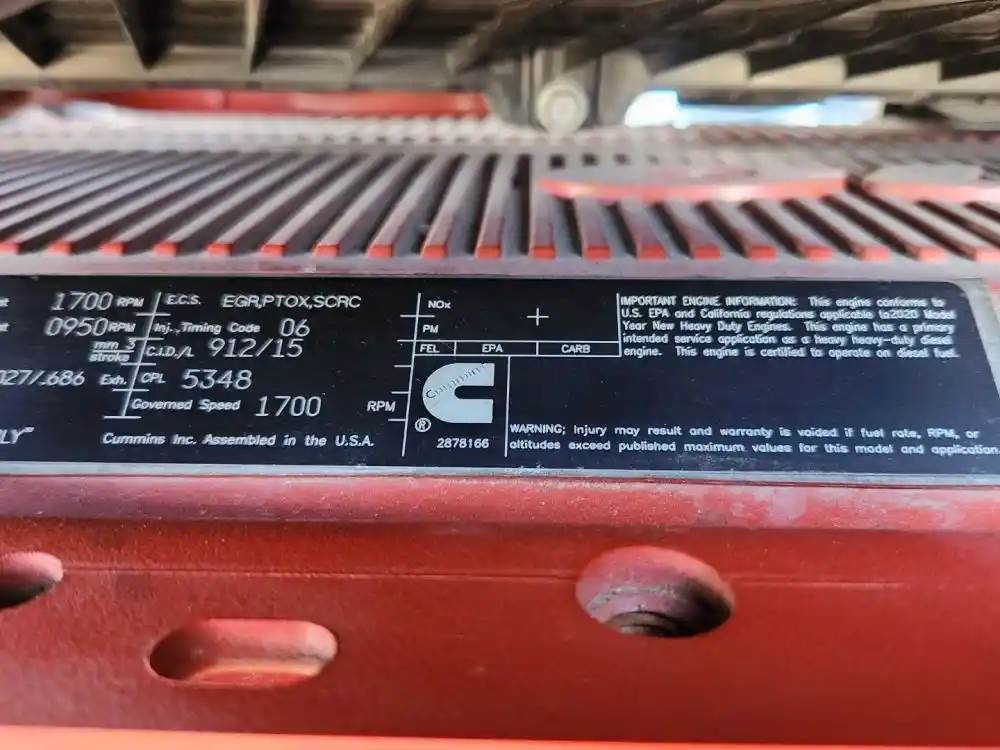 1700 RPM E.C.S. EGR,PTOX,SCRC
0950 RPM Inj., Timing Code 06
mm 3
stroke C.I.D./L 912/15
027/.686 Exh. CPL 5348
Governed Speed 1700 RPM
Cummins Inc. Assembled in the U.S.A.
NOx
PM
FEL EPA CARB
Cummins
®
2878166
IMPORTANT ENGINE INFORMATION: This engine conforms to
U.S. EPA and California regulations applicable to2020 Model
Year New Heavy Duty Engines. This engine has a primary
intended service application as a heavy heavy-duty diesel
engine. This engine is certified to operate on diesel fuel.
WARNING; Injury may result and warranty is voided if fuel rate, RPM, or
altitudes exceed published maximum values for this model and application.